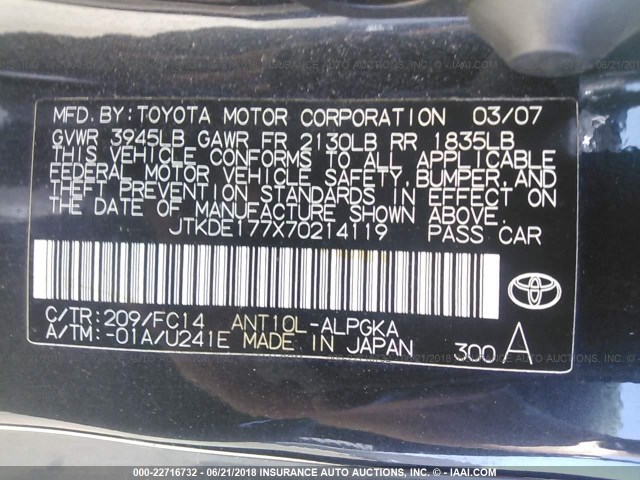 MFD.BY:TOYOTA MOTOR CORPORATION 03/07
GVWR 3945LB GAWR FR 2130LB RR 1835LB
THIS VEHICLE CONFORMS TO ALL APPLICABLE
FEDERAL MOTOR VEHICLE SAFETY,BUMPER,AND
THEFT PREVENTION STANDARDS IN EFFECT ON
THE DATE OF MANUFACTURE SHOWN ABOVE.
JTKDE177X70214119 PASS CAR
C/TR:209/FC14 ANT10L-ALPGKA
A/TM:-01A/U241E MADE IN JAPAN 300 A
000-22716732 - 06/21/2018 INSURANCE AUTO AUCTIONS, INC. - IAAI.COM